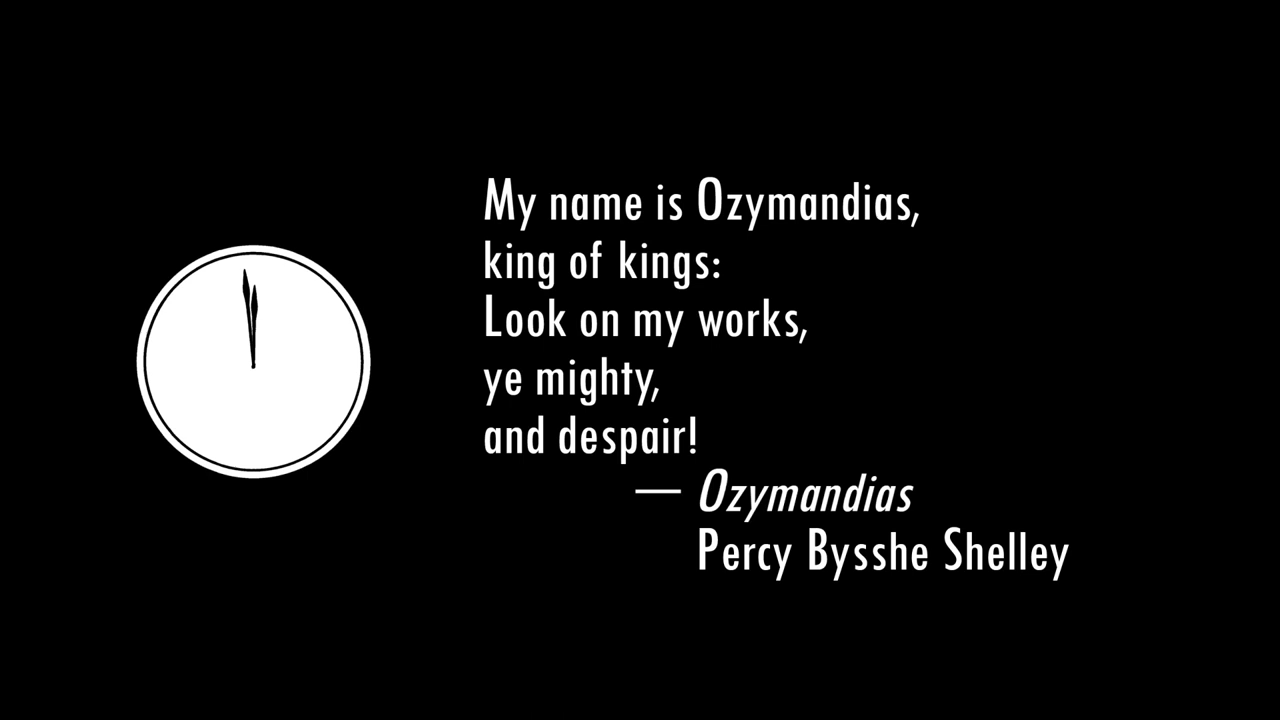 My name is Ozymandias,
king of kings:
Look on my works,
ye mighty,
and despair!
— Ozymandias
Percy Bysshe Shelley